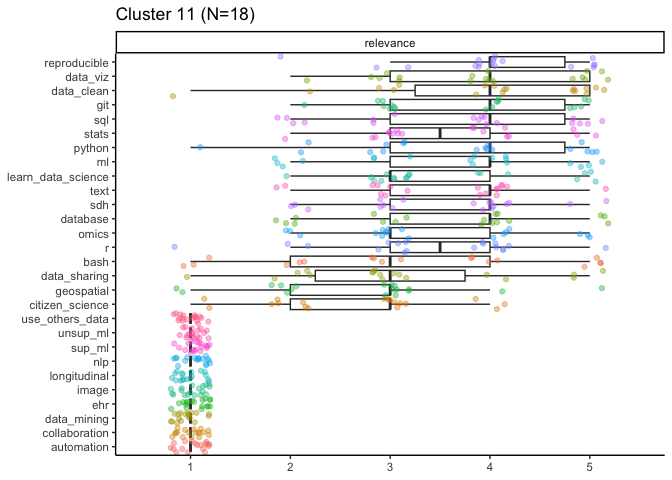 Cluster 11 (N=18)
relevance
reproducible
data_viz
data_clean
git
sql
stats
python
ml
learn_data_science
text
sdh
database
omics
r
bash
data_sharing
geospatial
citizen_science
use_others_data
unsup_ml
sup_ml
nlp
longitudinal
image
ehr
data_mining
collaboration
automation
1 2 3 4 5